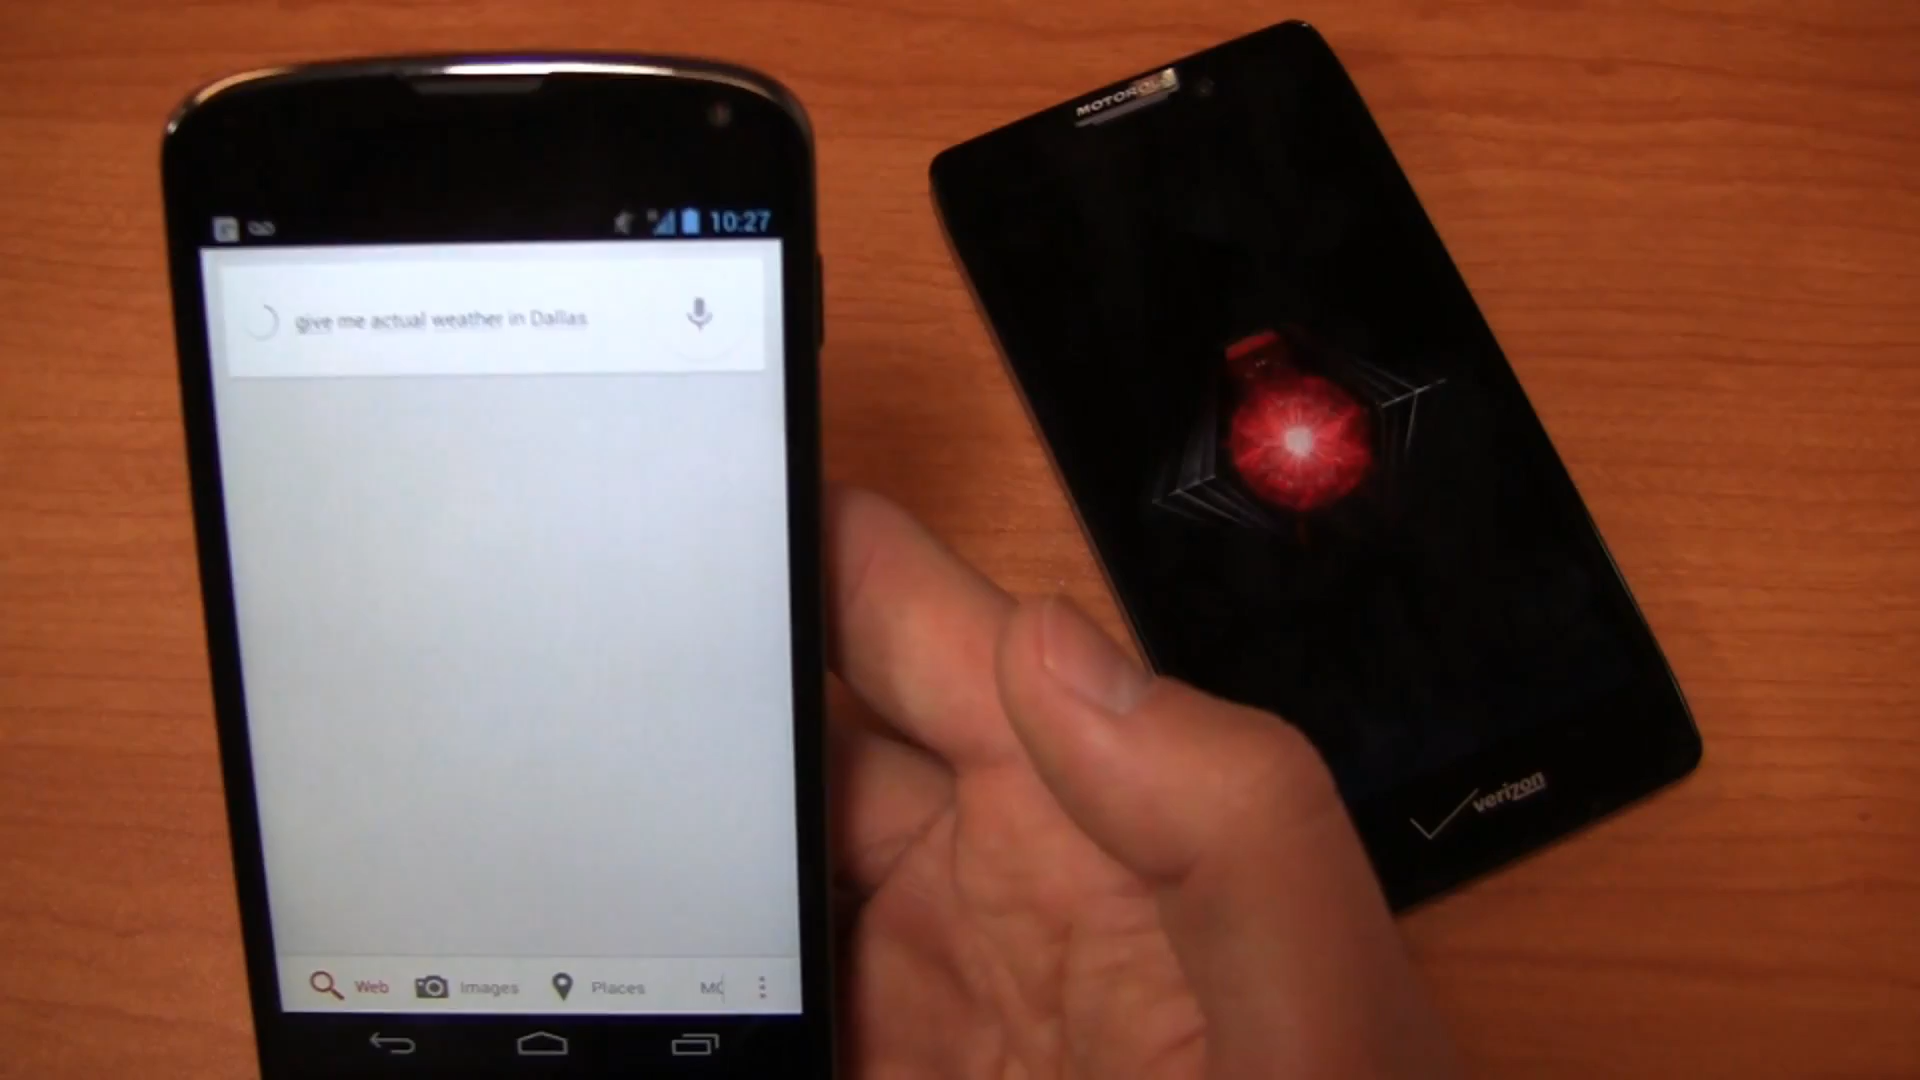 MOTOROLA
10:27
give me actual weather in Dallas
Web Images Places
verizon